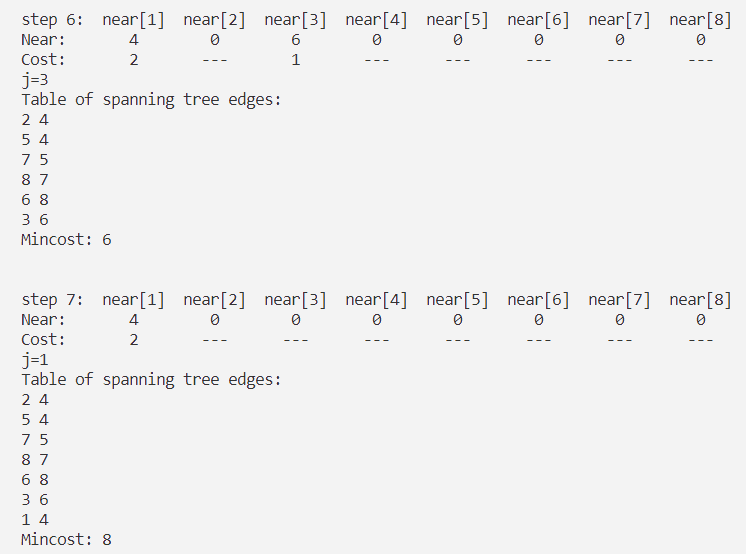 step 6:  near[1]  near[2]  near[3]  near[4]  near[5]  near[6]  near[7]  near[8]
Near:       4        0        6        0        0        0        0        0
Cost:       2       ---       1       ---      ---      ---      ---      ---
j=3
Table of spanning tree edges:
2 4
5 4
7 5
8 7
6 8
3 6
Mincost: 6
step 7:  near[1]  near[2]  near[3]  near[4]  near[5]  near[6]  near[7]  near[8]
Near:       4        0        0        0        0        0        0        0
Cost:       2       ---      ---      ---      ---      ---      ---      ---
j=1
Table of spanning tree edges:
2 4
5 4
7 5
8 7
6 8
3 6
1 4
Mincost: 8